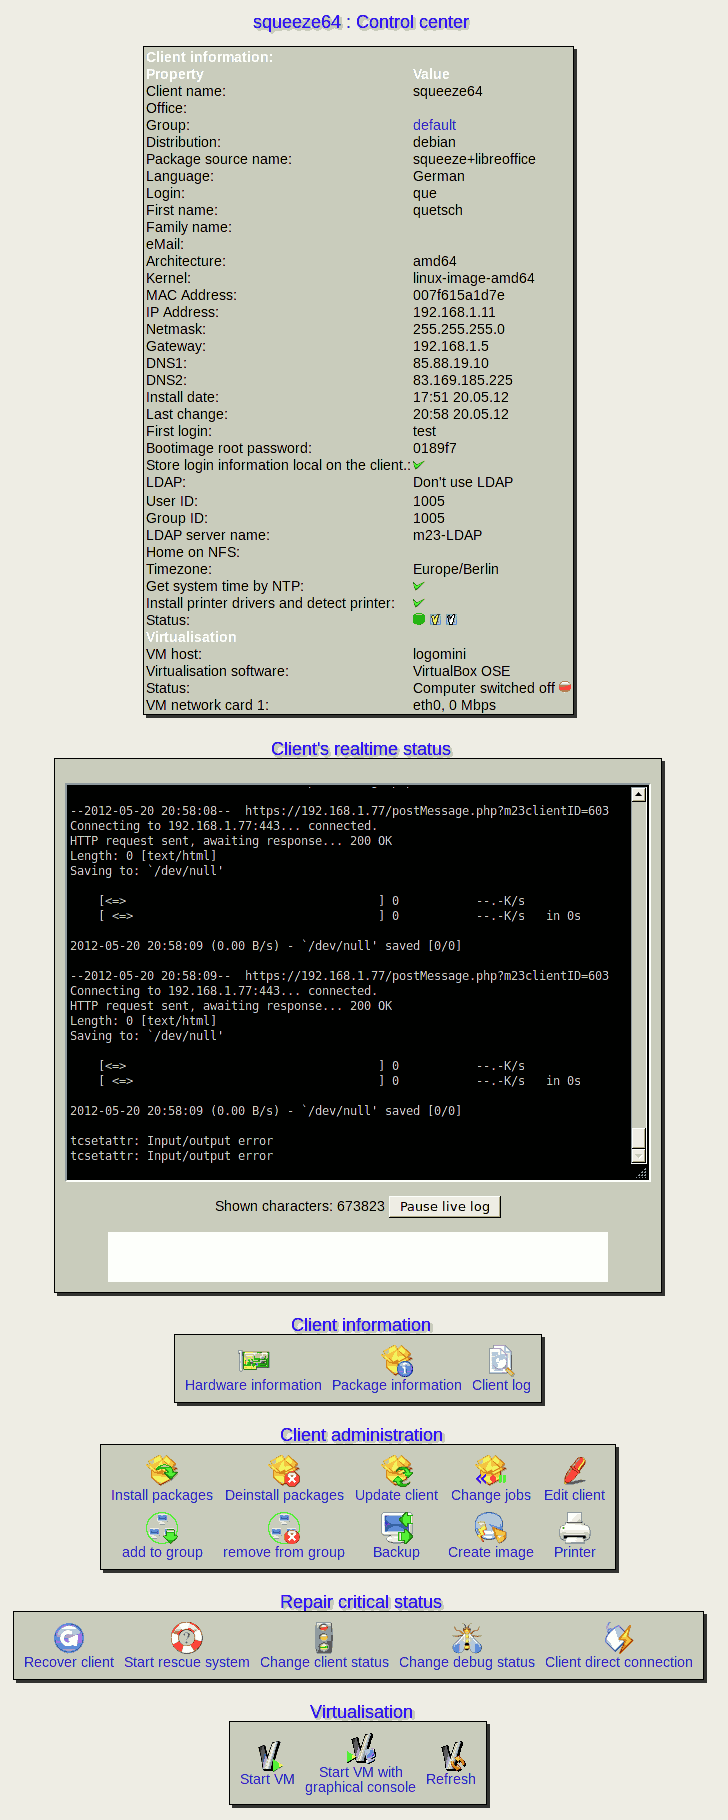 squeeze64 : Control center
Client information:
Property Value
Client name: squeeze64
Office:
Group: default
Distribution: debian
Package source name: squeeze+libreoffice
Language: German
Login: que
First name: quetsch
Family name:
eMail:
Architecture: amd64
Kernel: linux-image-amd64
MAC Address: 007f615a1d7e
IP Address: 192.168.1.11
Netmask: 255.255.255.0
Gateway: 192.168.1.5
DNS1: 85.88.19.10
DNS2: 83.169.185.225
Install date: 17:51 20.05.12
Last change: 20:58 20.05.12
First login: test
Bootimage root password: 0189f7
Store login information local on the client.:
LDAP: Don't use LDAP
User ID: 1005
Group ID: 1005
LDAP server name: m23-LDAP
Home on NFS:
Timezone: Europe/Berlin
Get system time by NTP:
Install printer drivers and detect printer:
Status:
Virtualisation
VM host: logomini
Virtualisation software: VirtualBox OSE
Status: Computer switched off
VM network card 1: eth0, 0 Mbps
Client's realtime status
--2012-05-20 20:58:08--  https://192.168.1.77/postMessage.php?m23clientID=603
Connecting to 192.168.1.77:443... connected.
HTTP request sent, awaiting response... 200 OK
Length: 0 [text/html]
Saving to: `/dev/null'
[<=> ] 0 --.-K/s
[ <=> ] 0 --.-K/s in 0s
2012-05-20 20:58:09 (0.00 B/s) - `/dev/null' saved [0/0]
--2012-05-20 20:58:09--  https://192.168.1.77/postMessage.php?m23clientID=603
Connecting to 192.168.1.77:443... connected.
HTTP request sent, awaiting response... 200 OK
Length: 0 [text/html]
Saving to: `/dev/null'
[<=> ] 0 --.-K/s
[ <=> ] 0 --.-K/s in 0s
2012-05-20 20:58:09 (0.00 B/s) - `/dev/null' saved [0/0]
tcsetattr: Input/output error
tcsetattr: Input/output error
Shown characters: 673823 Pause live log
Client information
Hardware information Package information Client log
Client administration
Install packages Deinstall packages Update client Change jobs Edit client
add to group remove from group Backup Create image Printer
Repair critical status
Recover client Start rescue system Change client status Change debug status Client direct connection
Virtualisation
Start VM Start VM with graphical console Refresh